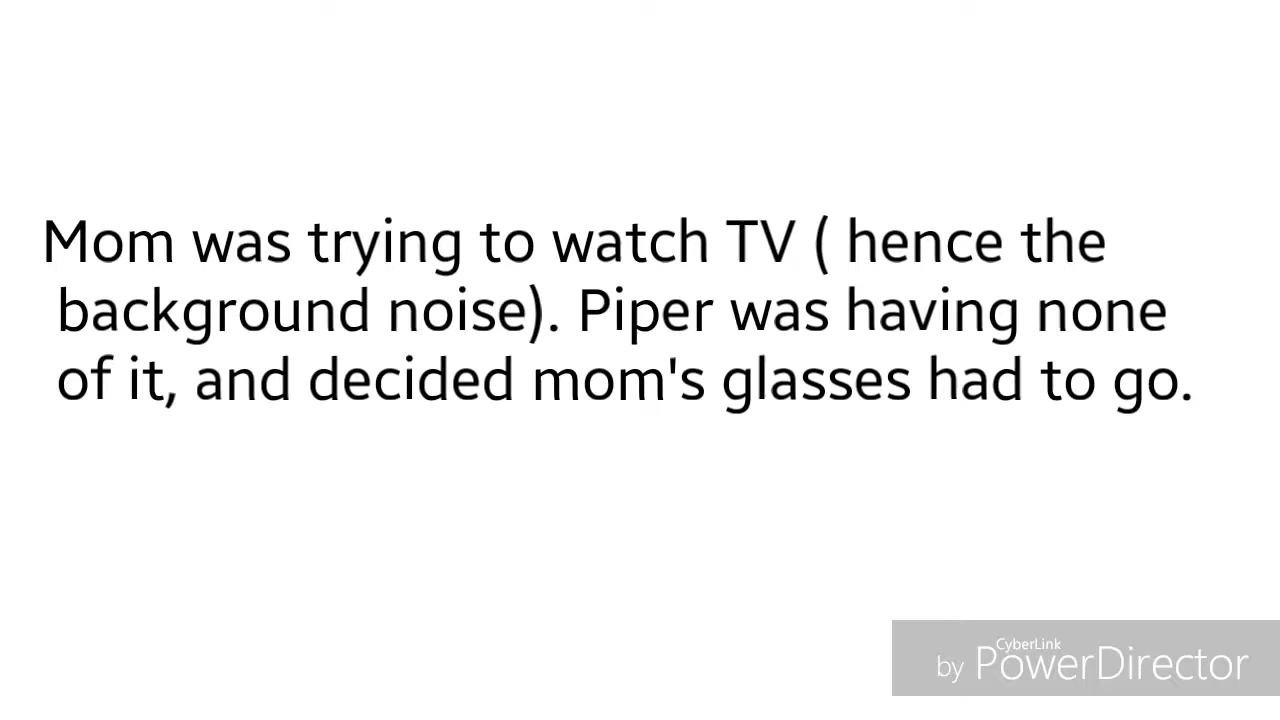 Mom was trying to watch TV ( hence the
background noise). Piper was having none
of it, and decided mom's glasses had to go.
CyberLink
by PowerDirector